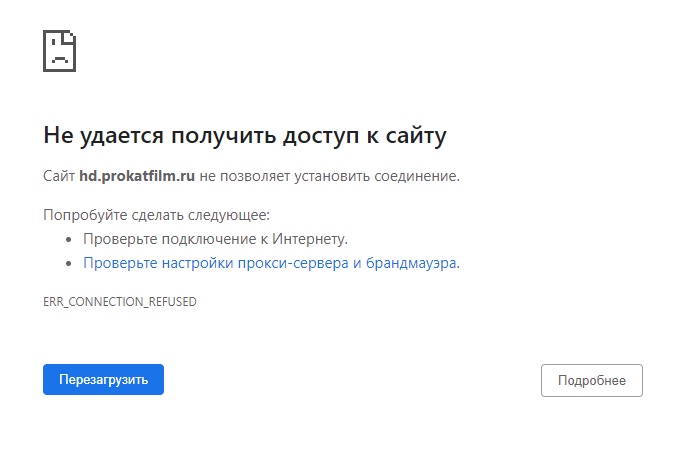 Не удается получить доступ к сайту
Сайт hd.prokatfilm.ru не позволяет установить соединение.
Попробуйте сделать следующее:
• Проверьте подключение к Интернету.
• Проверьте настройки прокси-сервера и брандмауэра.
ERR_CONNECTION_REFUSED
Перезагрузить
Подробнее